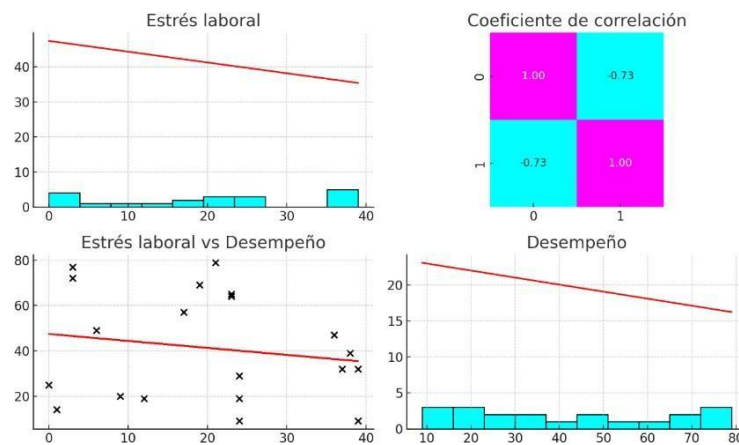 Estrés laboral
40
30
20
10
0
0 10 20 30 40
Coeficiente de correlación
0
1
1.00 -0.73
-0.73 1.00
0 1
Estrés laboral vs Desempeño
80
60
40
20
0 10 20 30 40
Desempeño
20
15
10
5
0
10 20 30 40 50 60 70 80